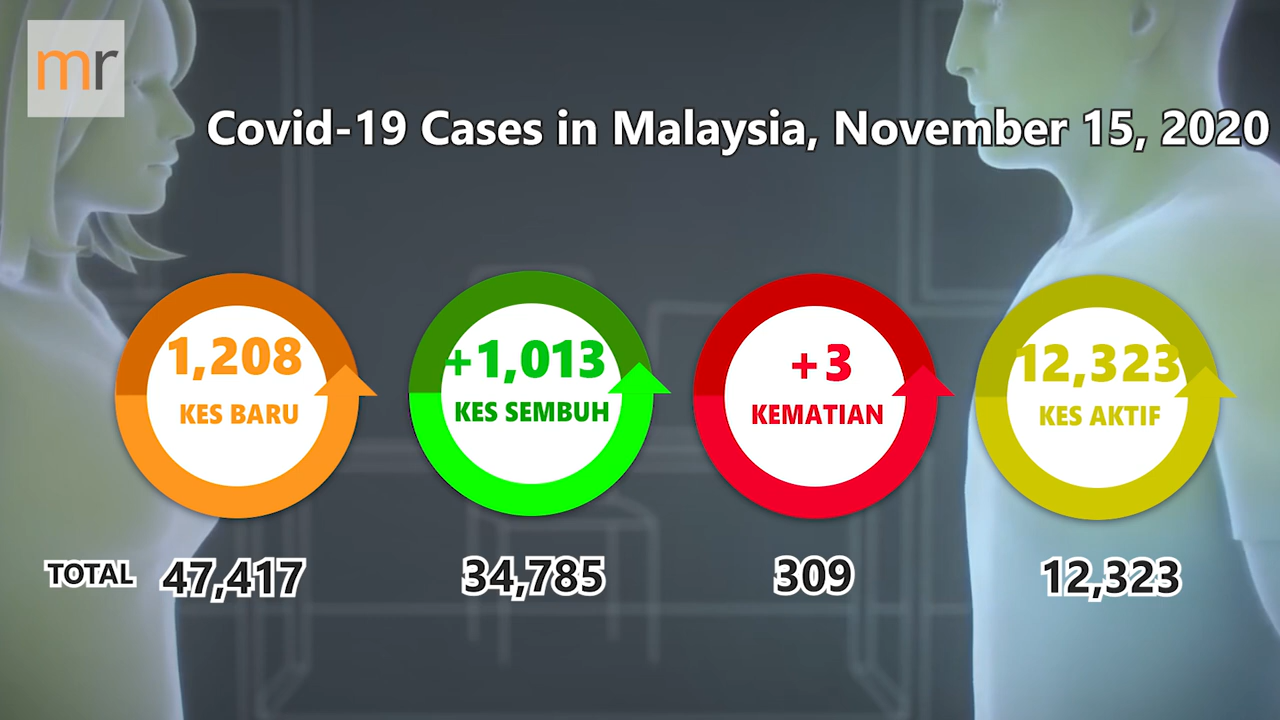 mr
Covid-19 Cases in Malaysia, November 15, 2020
1,208
KES BARU
+1,013
KES SEMBUH
+3
KEMATIAN
12,323
KES AKTIF
TOTAL 47,417 34,785 309 12,323